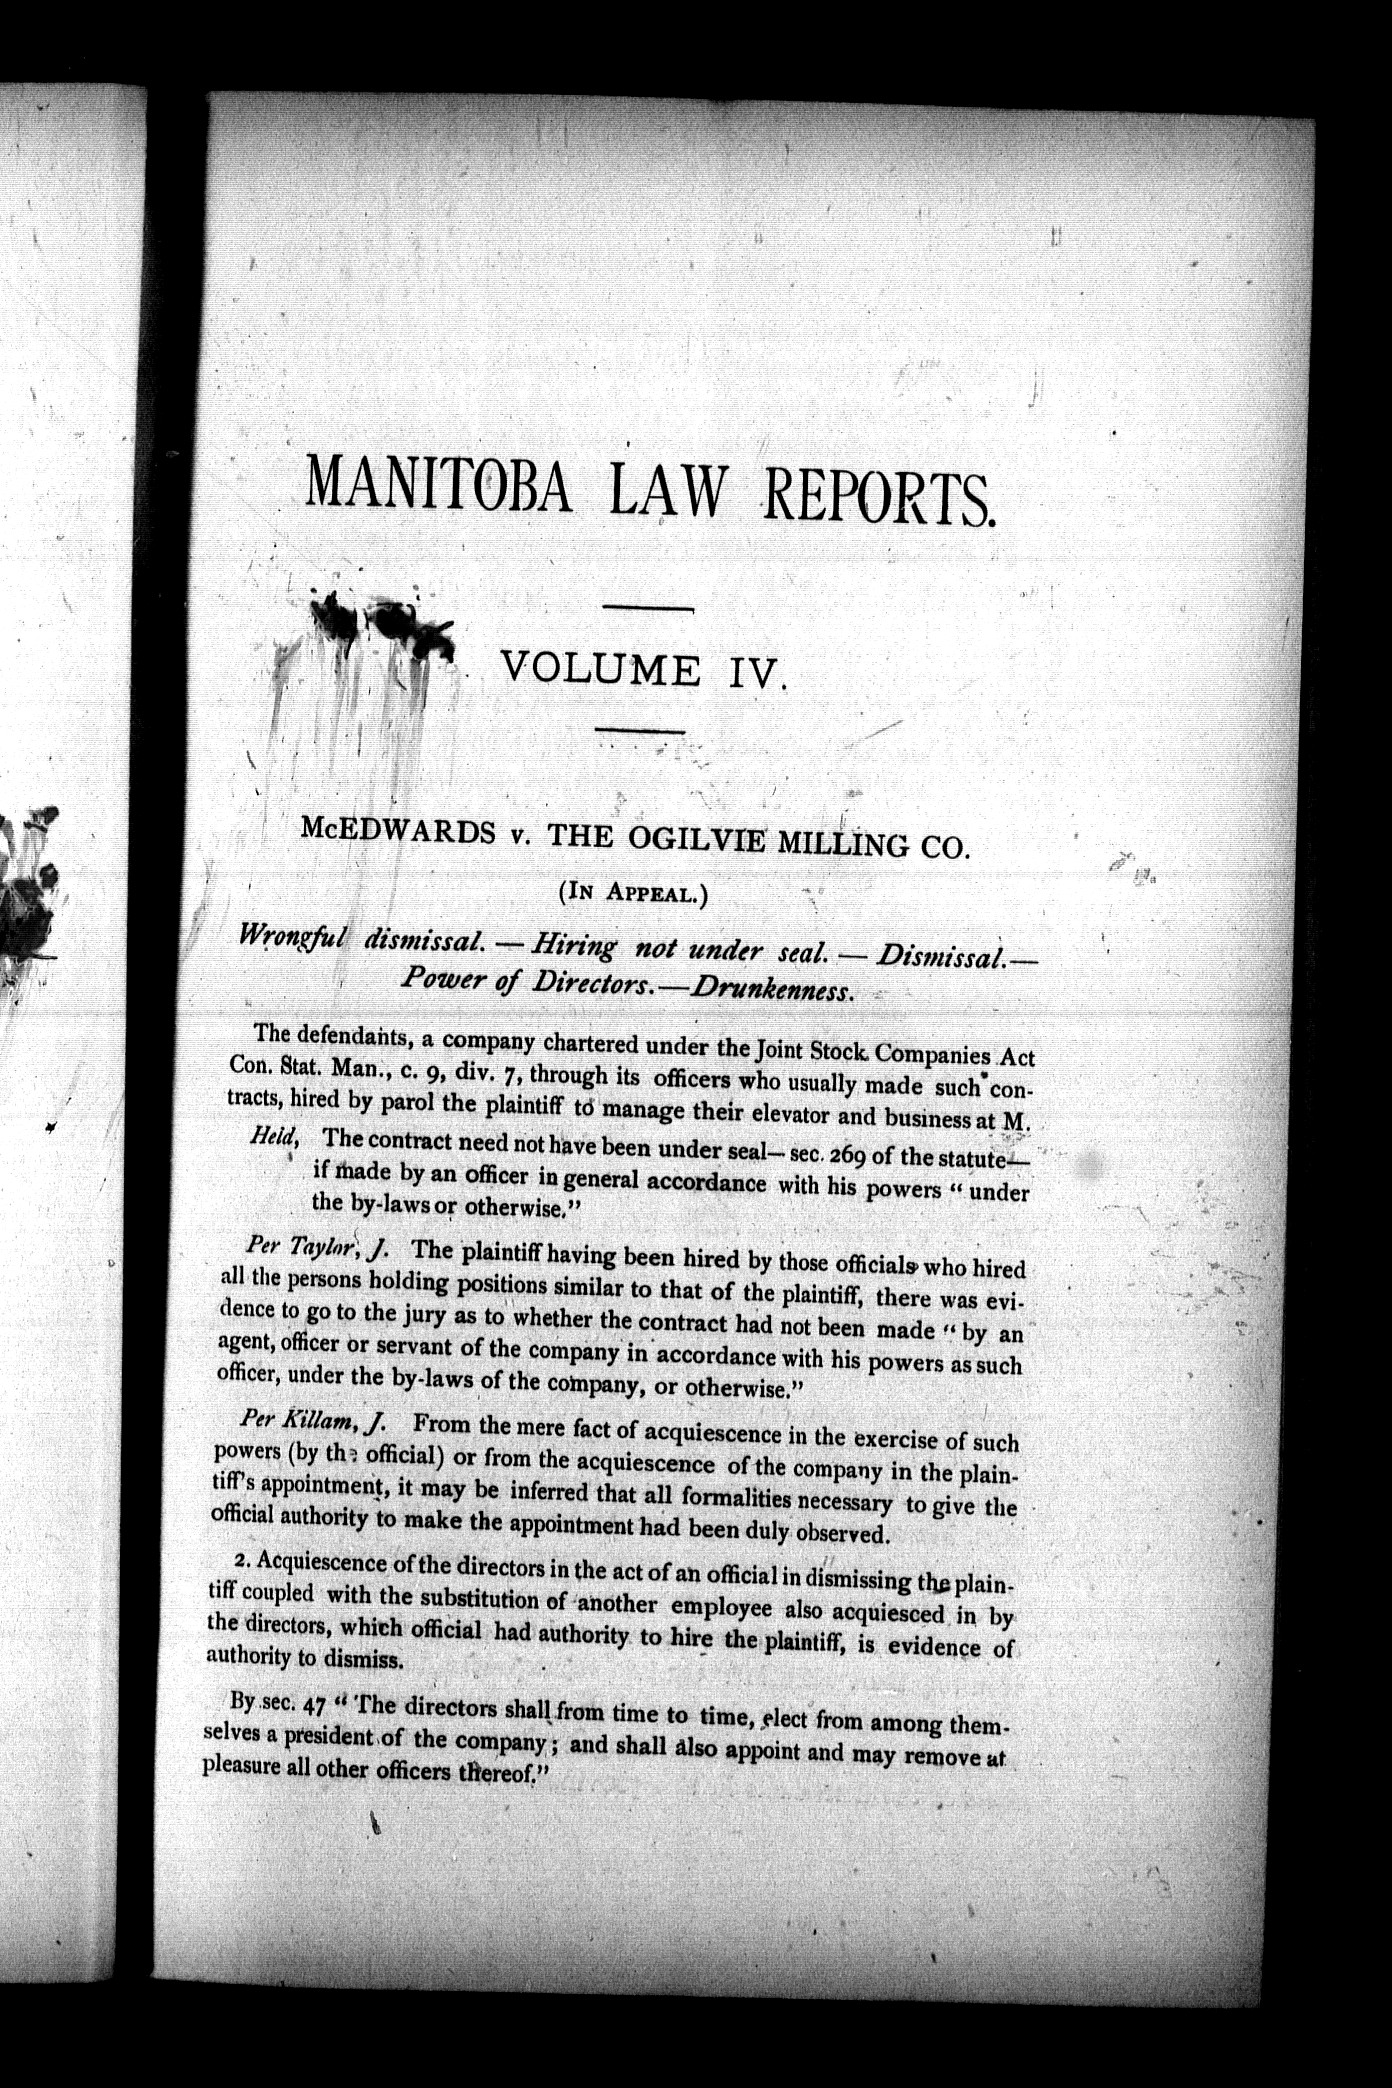 MANITOBA LAW REPORTS.
VOLUME IV.
McEDWARDS v. THE OGILVIE MILLING CO.
(IN APPEAL.)
Wrongful dismissal. — Hiring not under seal. — Dismissal.—
Power of Directors.—Drunkenness.
The defendants, a company chartered under the Joint Stock Companies Act
Con. Stat. Man., c. 9, div. 7, through its officers who usually made such con-
tracts, hired by parol the plaintiff to manage their elevator and business at M.
Held, The contract need not have been under seal—sec. 269 of the statute—
if made by an officer in general accordance with his powers “ under
the by-laws or otherwise.”
Per Taylor, J. The plaintiff having been hired by those officials who hired
all the persons holding positions similar to that of the plaintiff, there was evi-
dence to go to the jury as to whether the contract had not been made “ by an
agent, officer or servant of the company in accordance with his powers as such
officer, under the by-laws of the company, or otherwise.”
Per Killam, J. From the mere fact of acquiescence in the exercise of such
powers (by the official) or from the acquiescence of the company in the plain-
tiff's appointment, it may be inferred that all formalities necessary to give the
official authority to make the appointment had been duly observed.
2. Acquiescence of the directors in the act of an official in dismissing the plain-
tiff coupled with the substitution of another employee also acquiesced in by
the directors, which official had authority to hire the plaintiff, is evidence of
authority to dismiss.
By sec. 47 “ The directors shall from time to time, elect from among them-
selves a president of the company ; and shall also appoint and may remove at
pleasure all other officers thereof.”